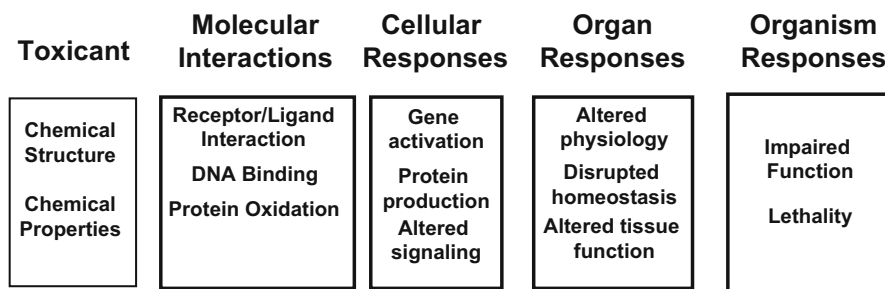 Toxicant
Chemical
Structure
Chemical
Properties
Molecular
Interactions
Receptor/Ligand
Interaction
DNA Binding
Protein Oxidation
Cellular
Responses
Gene
activation
Protein
production
Altered
signaling
Organ
Responses
Altered
physiology
Disrupted
homeostasis
Altered tissue
function
Organism
Responses
Impaired
Function
Lethality